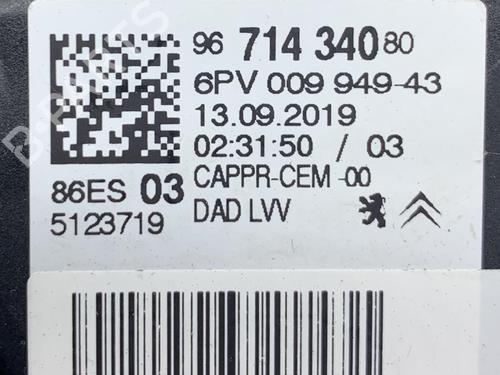 96 714 340 80
6PV 009 949-43
13.09.2019
02:31:50 / 03
86ES 03 CAPPR-CEM -00
5123719 DAD LVV
B-PARTS